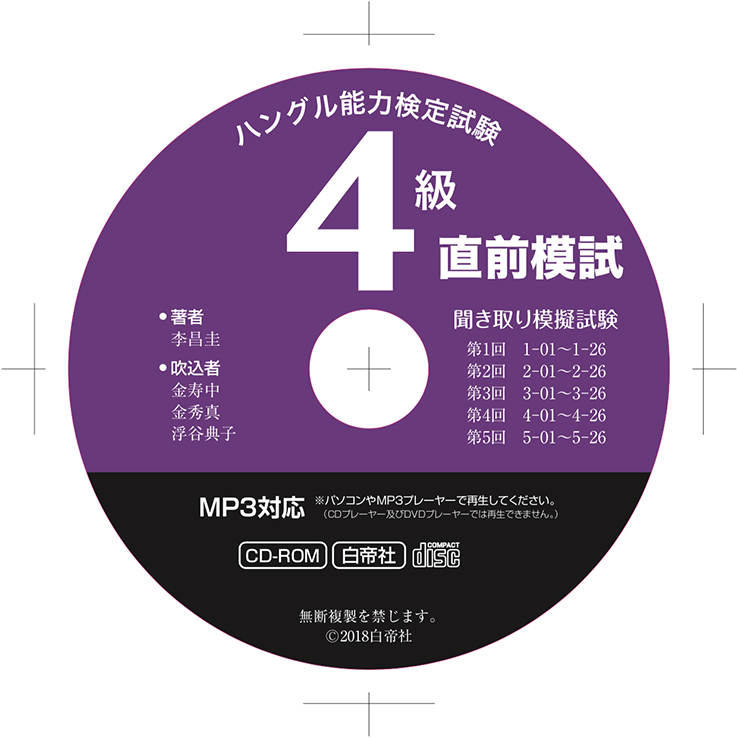 ハングル能力検定試験
4級
直前模試
●著者
李昌圭
●吹込者
金寿中
金秀真
浮谷典子
聞き取り模擬試験
第1回 1-01〜1-26
第2回 2-01〜2-26
第3回 3-01〜3-26
第4回 4-01〜4-26
第5回 5-01〜5-26
MP3対応 ※パソコンやMP3プレーヤーで再生してください。
（CDプレーヤー及びDVDプレーヤーでは再生できません。）
CD-ROM 白帝社 COMPACT disc
無断複製を禁じます。
©2018白帝社